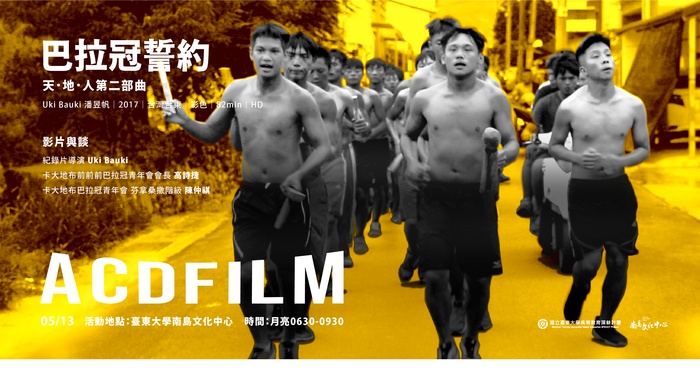 巴拉冠誓約
天・地・人第二部曲
Uki Bauki 潘昱帆｜2017｜台灣台東｜彩色｜82min｜HD
影片與談
紀錄片導演 Uki Bauki
卡大地布前前前巴拉冠青年會會長 高詩捷
卡大地布巴拉冠青年會 芬拿桑撒階級 陳仲祺
ACDFILM
05/13 活動地點：臺東大學南島文化中心 時間：月亮0630-0930
南島文化中心